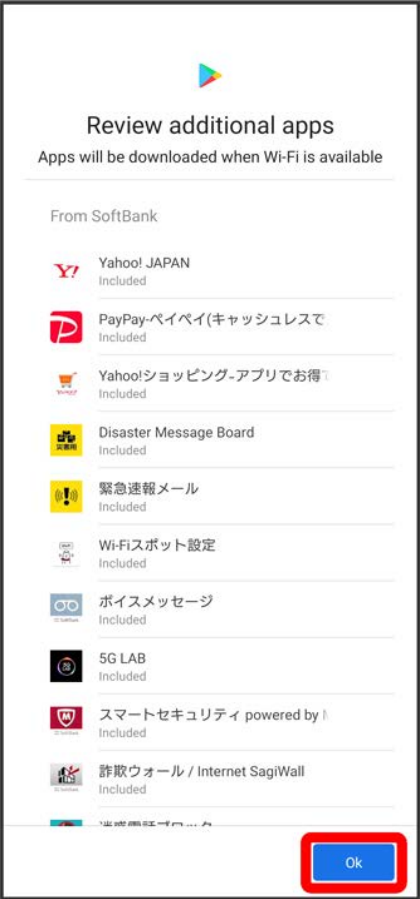 Review additional apps
Apps will be downloaded when Wi-Fi is available
From SoftBank
Y!
Yahoo! JAPAN
Included
PayPay-ペイペイ(キャッシュレスで
Included
Yahoo!ショッピング-アプリでお得
Included
Disaster Message Board
Included
災害用
緊急速報メール
Included
Wi-Fiスポット設定
Included
ボイスメッセージ
Included
5G LAB
Included
スマートセキュリティ powered by
Included
詐欺ウォール / Internet SagiWall
Included
Ok